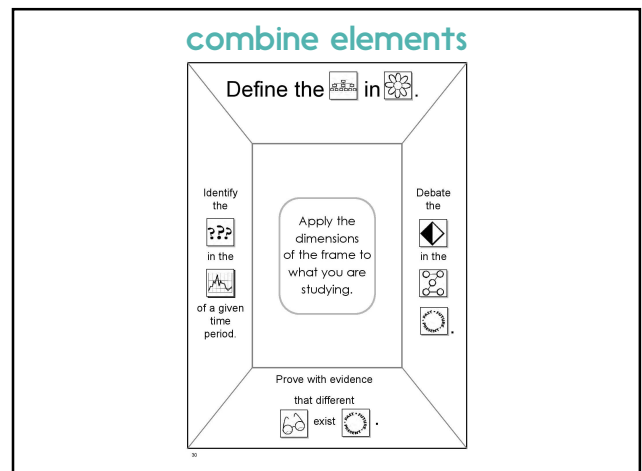 combine elements
Define the in .
Identify
the
???
in the
of a given
time
period.
Apply the
dimensions
of the frame to
what you are
studying.
Debate
the
in the
.
Prove with evidence
that different
exist .
30